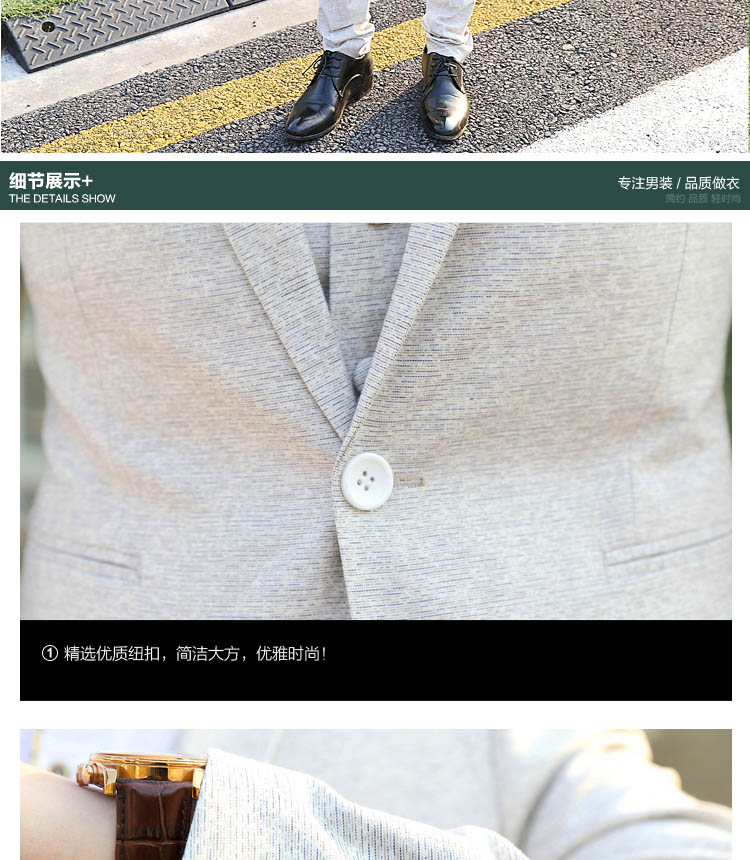 细节展示+
THE DETAILS SHOW
专注男装 / 品质做衣
简约 品质 轻时尚
① 精选优质纽扣，简洁大方，优雅时尚！